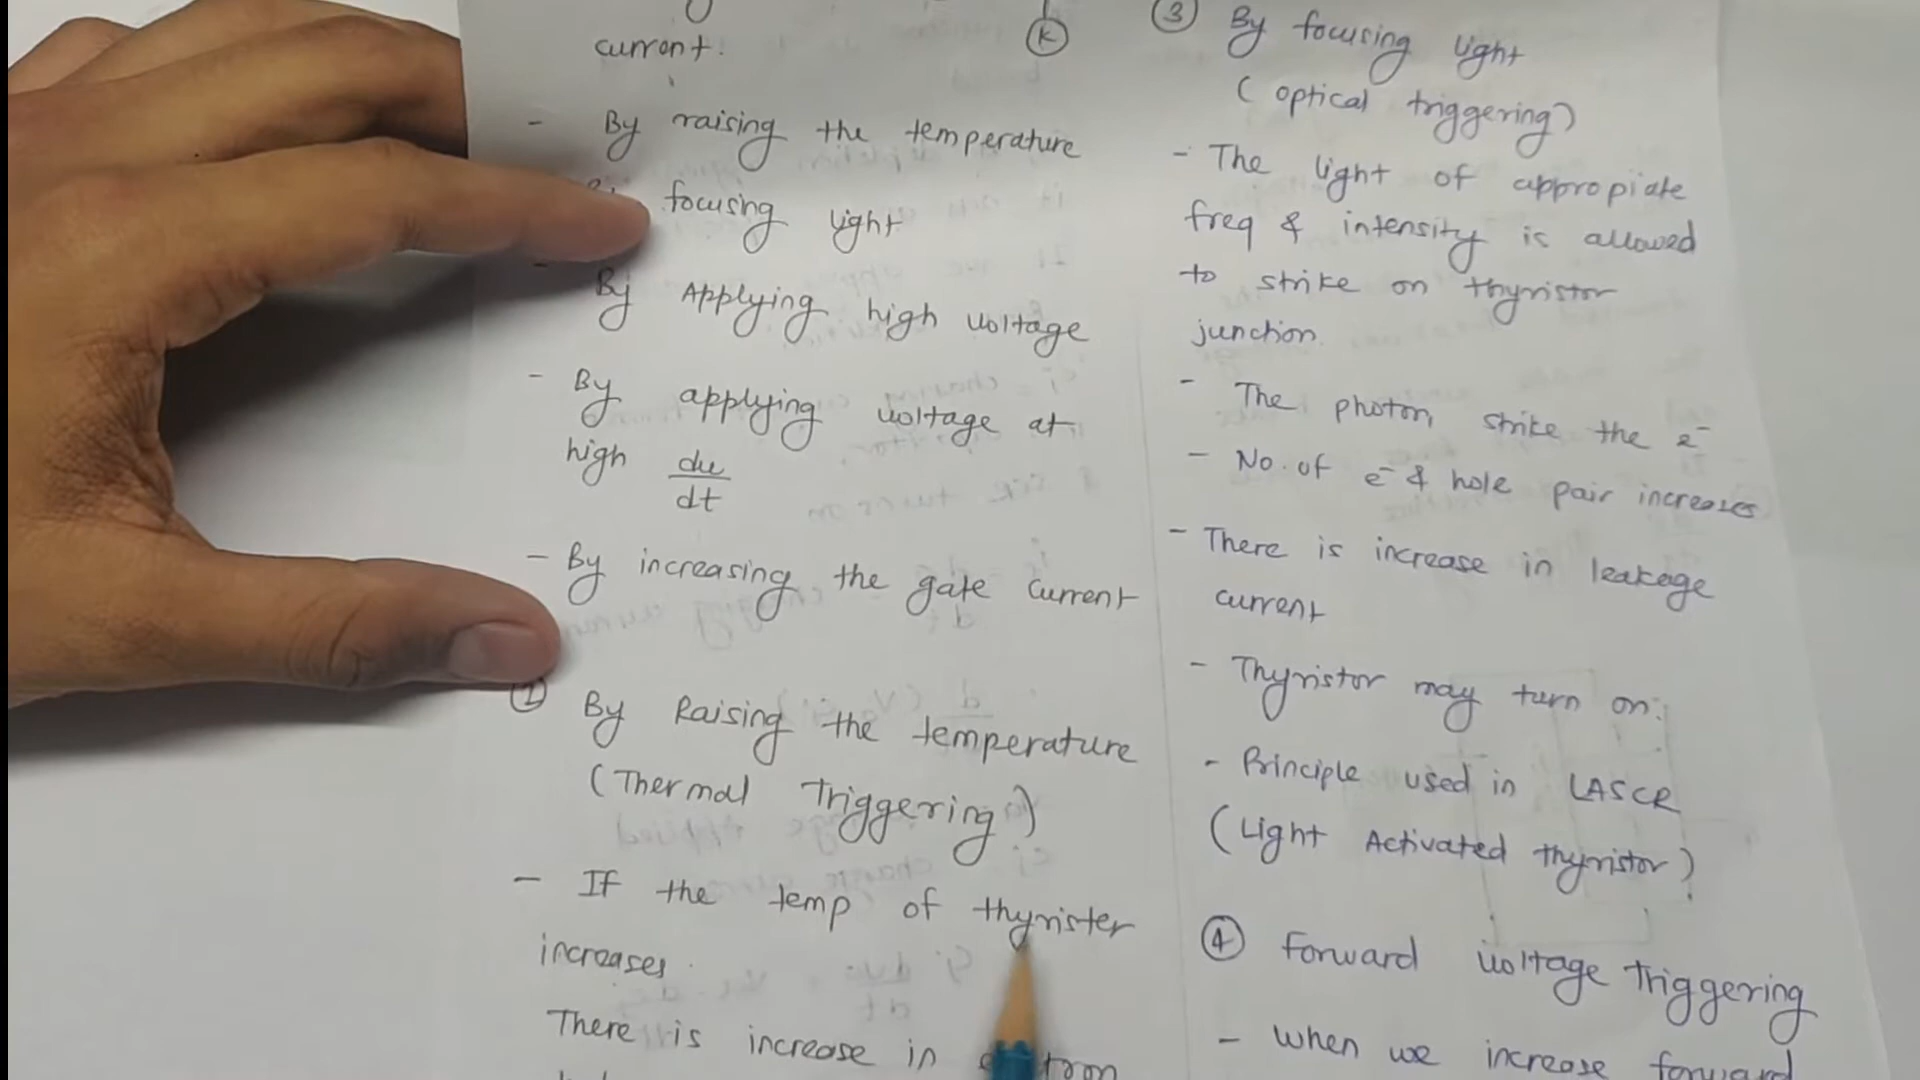 current.
- By raising the temperature
focusing light
By Applying high voltage
- By applying voltage at
high du/dt
- By increasing the gate current
By Raising the temperature
(Thermal Triggering)
- If the temp of thyrister
increases.
There is increase in
K
③ By focusing light
(optical triggering)
- The light of appropiate
freq & intensity is allowed
to strike on thyristor
junction.
- The photon, strike the e⁻
- No. of e⁻ & hole pair increases
- There is increase in leakage
current
- Thyristor may turn on.
- Principle used in LASCR
(Light Activated thyristor)
④ Forward voltage Triggering
- When we increase forward